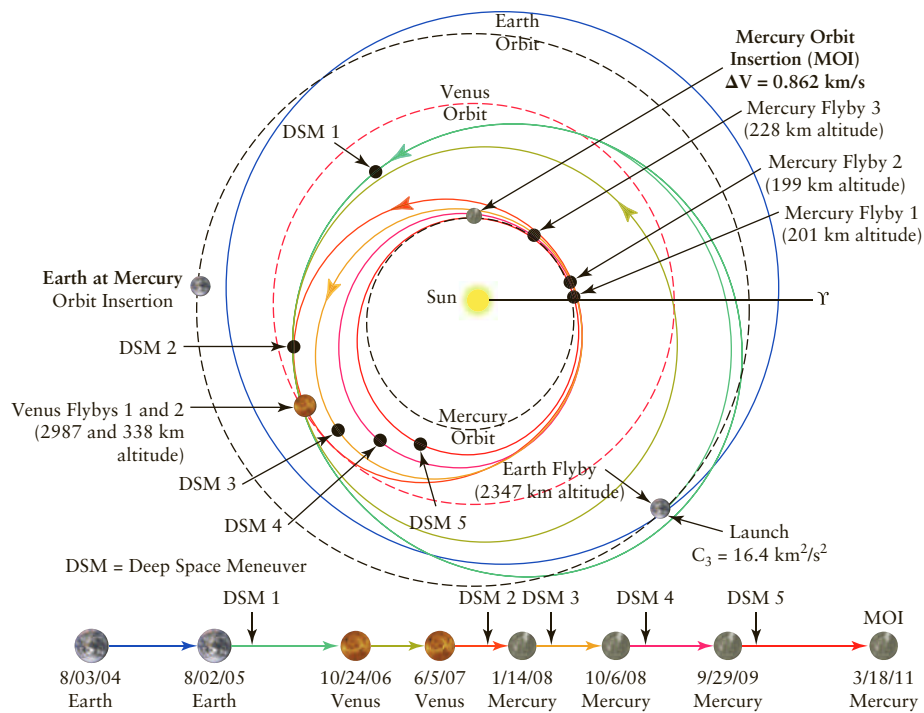 Earth
Orbit
Mercury Orbit
Insertion (MOI)
ΔV = 0.862 km/s
Venus
Orbit
Mercury Flyby 3
(228 km altitude)
DSM 1
Mercury Flyby 2
(199 km altitude)
Mercury Flyby 1
(201 km altitude)
Earth at Mercury
Orbit Insertion
Sun
ϒ
DSM 2
Venus Flybys 1 and 2
(2987 and 338 km
altitude)
Mercury
Orbit
DSM 3
Earth Flyby
(2347 km altitude)
DSM 4
DSM 5
Launch
C₃ = 16.4 km²/s²
DSM = Deep Space Meneuver
DSM 1
DSM 2 DSM 3
DSM 4
DSM 5
MOI
8/03/04
Earth
8/02/05
Earth
10/24/06
Venus
6/5/07
Venus
1/14/08
Mercury
10/6/08
Mercury
9/29/09
Mercury
3/18/11
Mercury